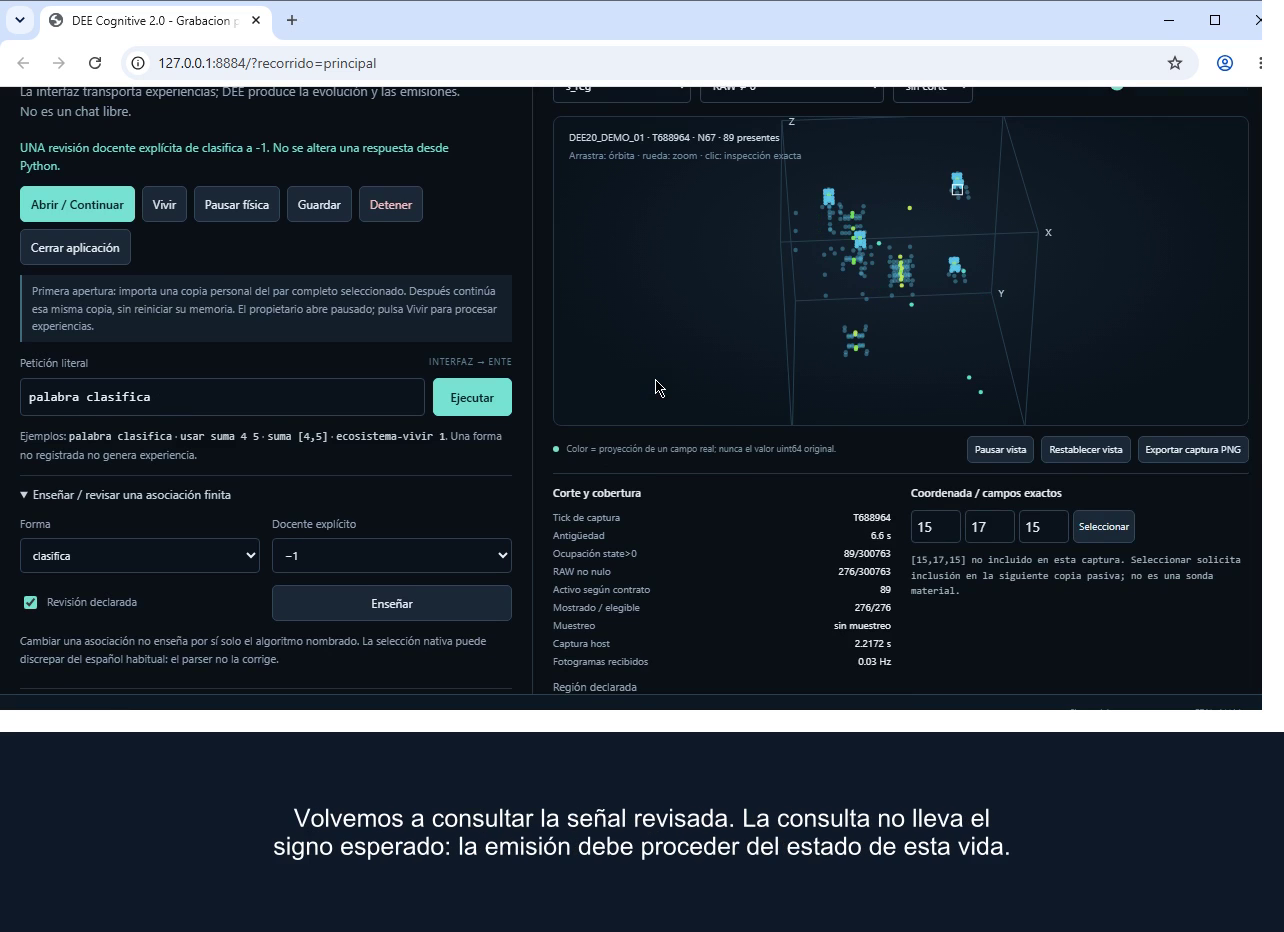 DEE Cognitive 2.0 - Grabacion p
127.0.0.1:8884/?recorrido=principal
La interfaz transporta experiencias; DEE produce la evolución y las emisiones.
No es un chat libre.
UNA revisión docente explícita de clasifica a -1. No se altera una respuesta desde
Python.
Abrir / Continuar
Vivir
Pausar física
Guardar
Detener
Cerrar aplicación
Primera apertura: importa una copia personal del par completo seleccionado. Después continúa
esa misma copia, sin reiniciar su memoria. El propietario abre pausado; pulsa Vivir para procesar
experiencias.
Petición literal
INTERFAZ → ENTE
palabra clasifica
Ejecutar
Ejemplos: palabra clasifica · usar suma 4 5 · suma [4,5] · ecosistema-vivir 1. Una forma
no registrada no genera experiencia.
▼ Enseñar / revisar una asociación finita
Forma
Docente explícito
clasifica
−1
Revisión declarada
Enseñar
Cambiar una asociación no enseña por sí solo el algoritmo nombrado. La selección nativa puede
discrepar del español habitual: el parser no la corrige.
s_reg
RAW ≠ 0
sin corte
DEE20_DEMO_01 · T688964 · N67 · 89 presentes
Arrastra: órbita · rueda: zoom · clic: inspección exacta
Z
X
Y
Color = proyección de un campo real; nunca el valor uint64 original.
Pausar vista
Restablecer vista
Exportar captura PNG
Corte y cobertura
Tick de captura T688964
Antigüedad 6.6 s
Ocupación state>0 89/300763
RAW no nulo 276/300763
Activo según contrato 89
Mostrado / elegible 276/276
Muestreo sin muestreo
Captura host 2.2172 s
Fotogramas recibidos 0.03 Hz
Región declarada
Coordenada / campos exactos
15
17
15
Seleccionar
[15,17,15] no incluido en esta captura. Seleccionar solicita
inclusión en la siguiente copia pasiva; no es una sonda
material.
Volvemos a consultar la señal revisada. La consulta no lleva el
signo esperado: la emisión debe proceder del estado de esta vida.